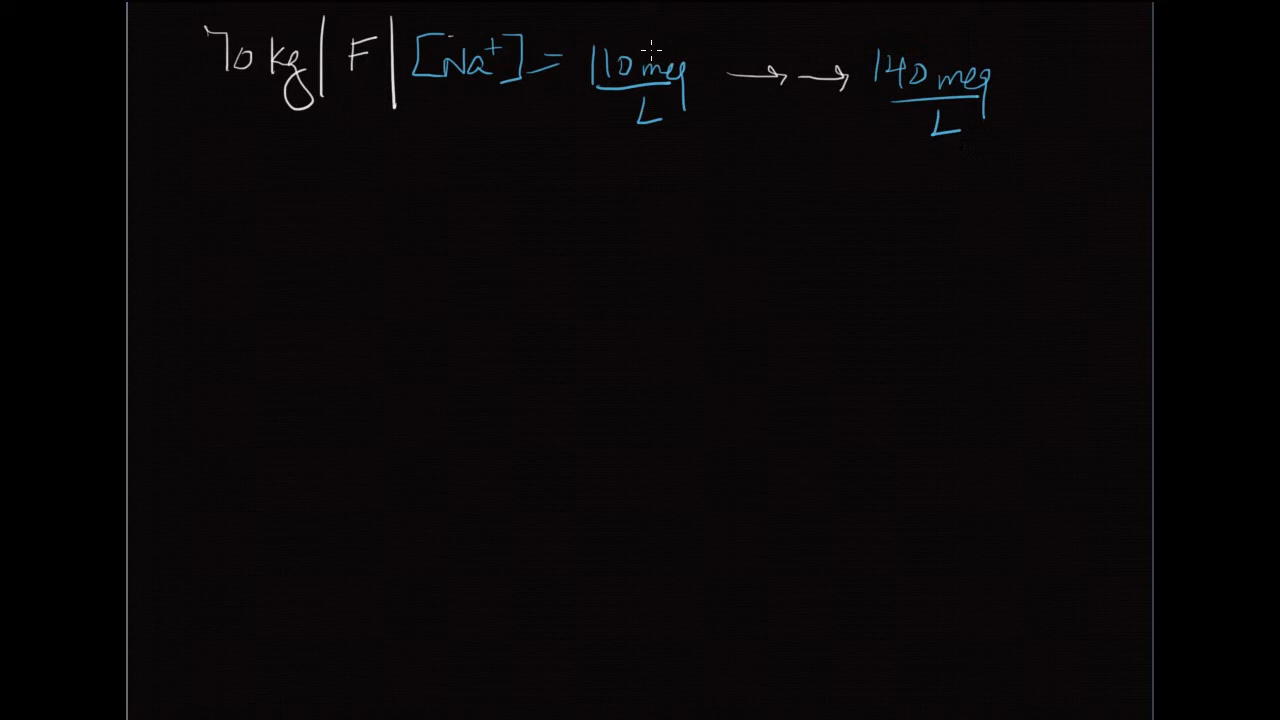 70 kg | F | [Na+] = 110 meq/L →→ 140 meq/L